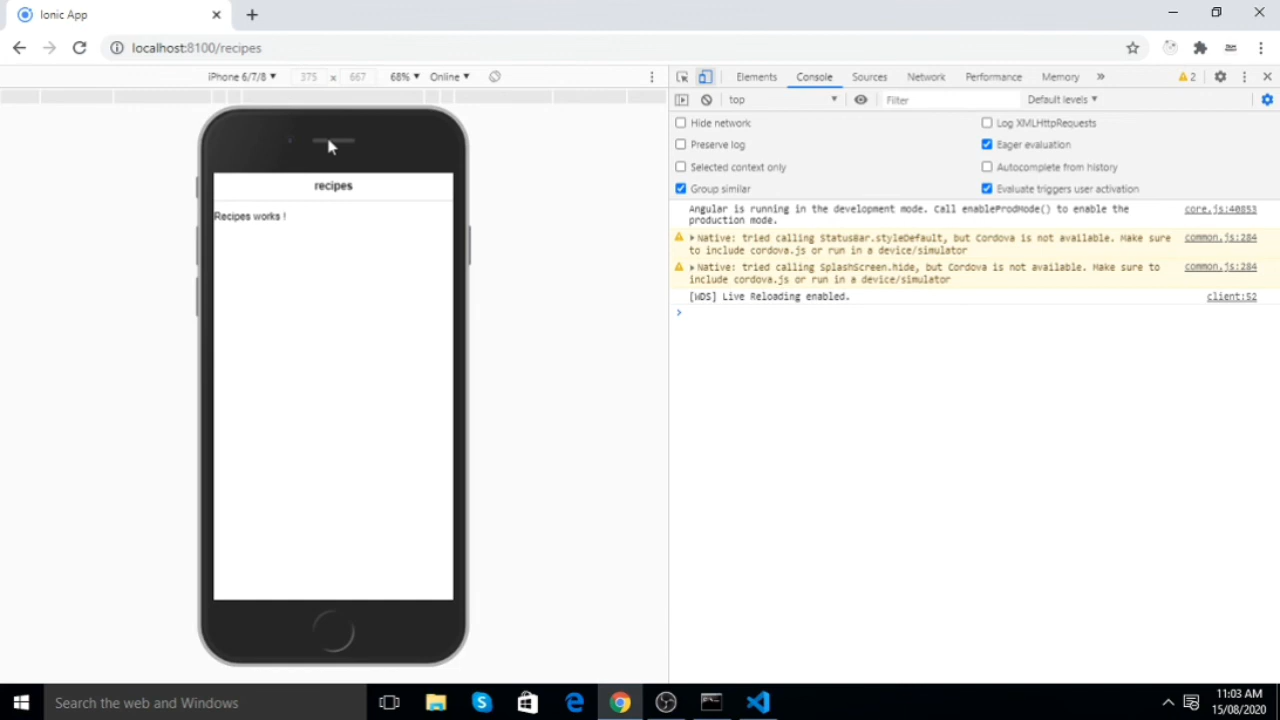 Ionic App
localhost:8100/recipes
iPhone 6/7/8 375 x 667 68% Online
Elements Console Sources Network Performance Memory » 2
top Filter Default levels
Hide network Log XMLHttpRequests
Preserve log Eager evaluation
Selected context only Autocomplete from history
Group similar Evaluate triggers user activation
recipes
Recipes works !
Angular is running in the development mode. Call enableProdMode() to enable the core.js:40853
production mode.
Native: tried calling StatusBar.styleDefault, but Cordova is not available. Make sure common.js:284
to include cordova.js or run in a device/simulator
Native: tried calling SplashScreen.hide, but Cordova is not available. Make sure to common.js:284
include cordova.js or run in a device/simulator
[WDS] Live Reloading enabled. client:52
Search the web and Windows
11:03 AM
15/08/2020